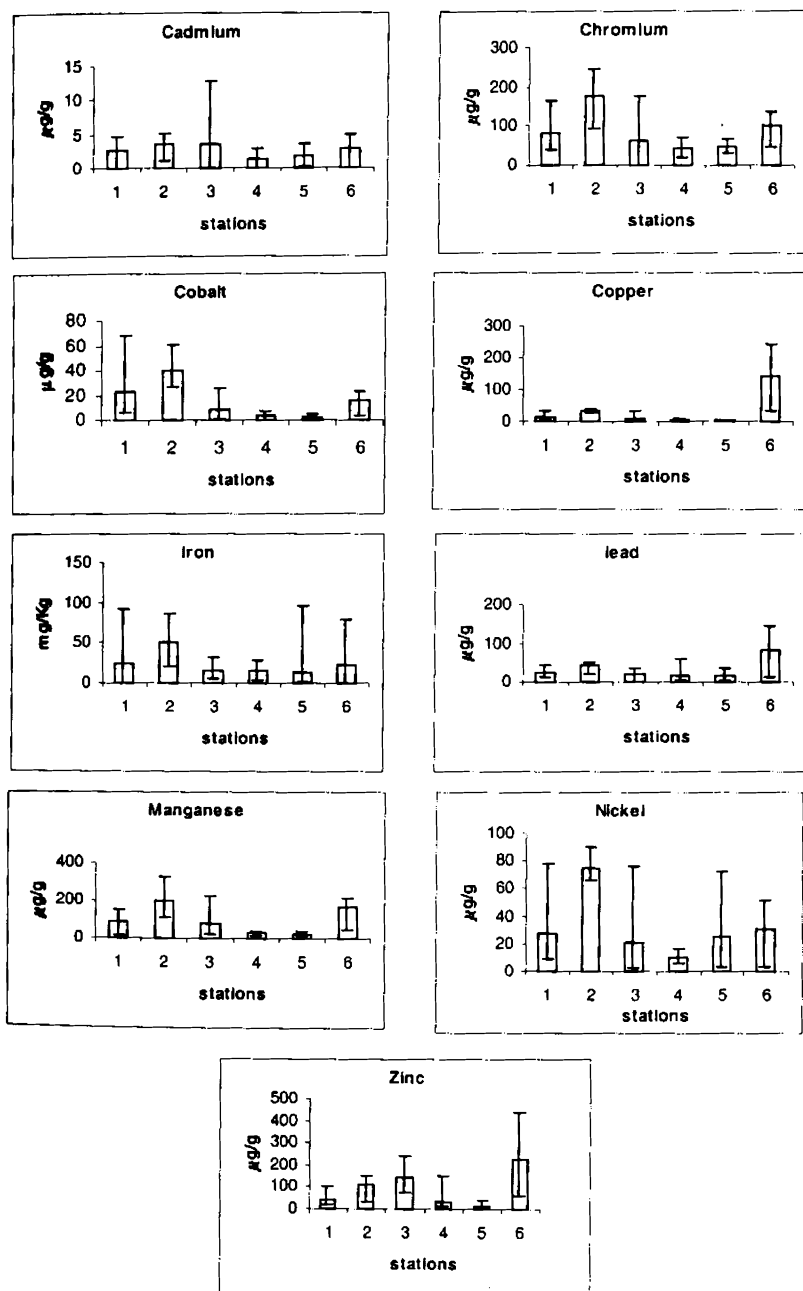 Cadmium
μg/g
15
10
5
0
1 2 3 4 5 6
stations
Chromium
μg/g
300
200
100
0
1 2 3 4 5 6
stations
Cobalt
μg/g
80
60
40
20
0
1 2 3 4 5 6
stations
Copper
μg/g
300
200
100
0
1 2 3 4 5 6
stations
Iron
mg/Kg
150
100
50
0
1 2 3 4 5 6
stations
lead
μg/g
200
100
0
1 2 3 4 5 6
stations
Manganese
μg/g
400
200
0
1 2 3 4 5 6
stations
Nickel
μg/g
100
80
60
40
20
0
1 2 3 4 5 6
stations
Zinc
μg/g
500
400
300
200
100
0
1 2 3 4 5 6
stations